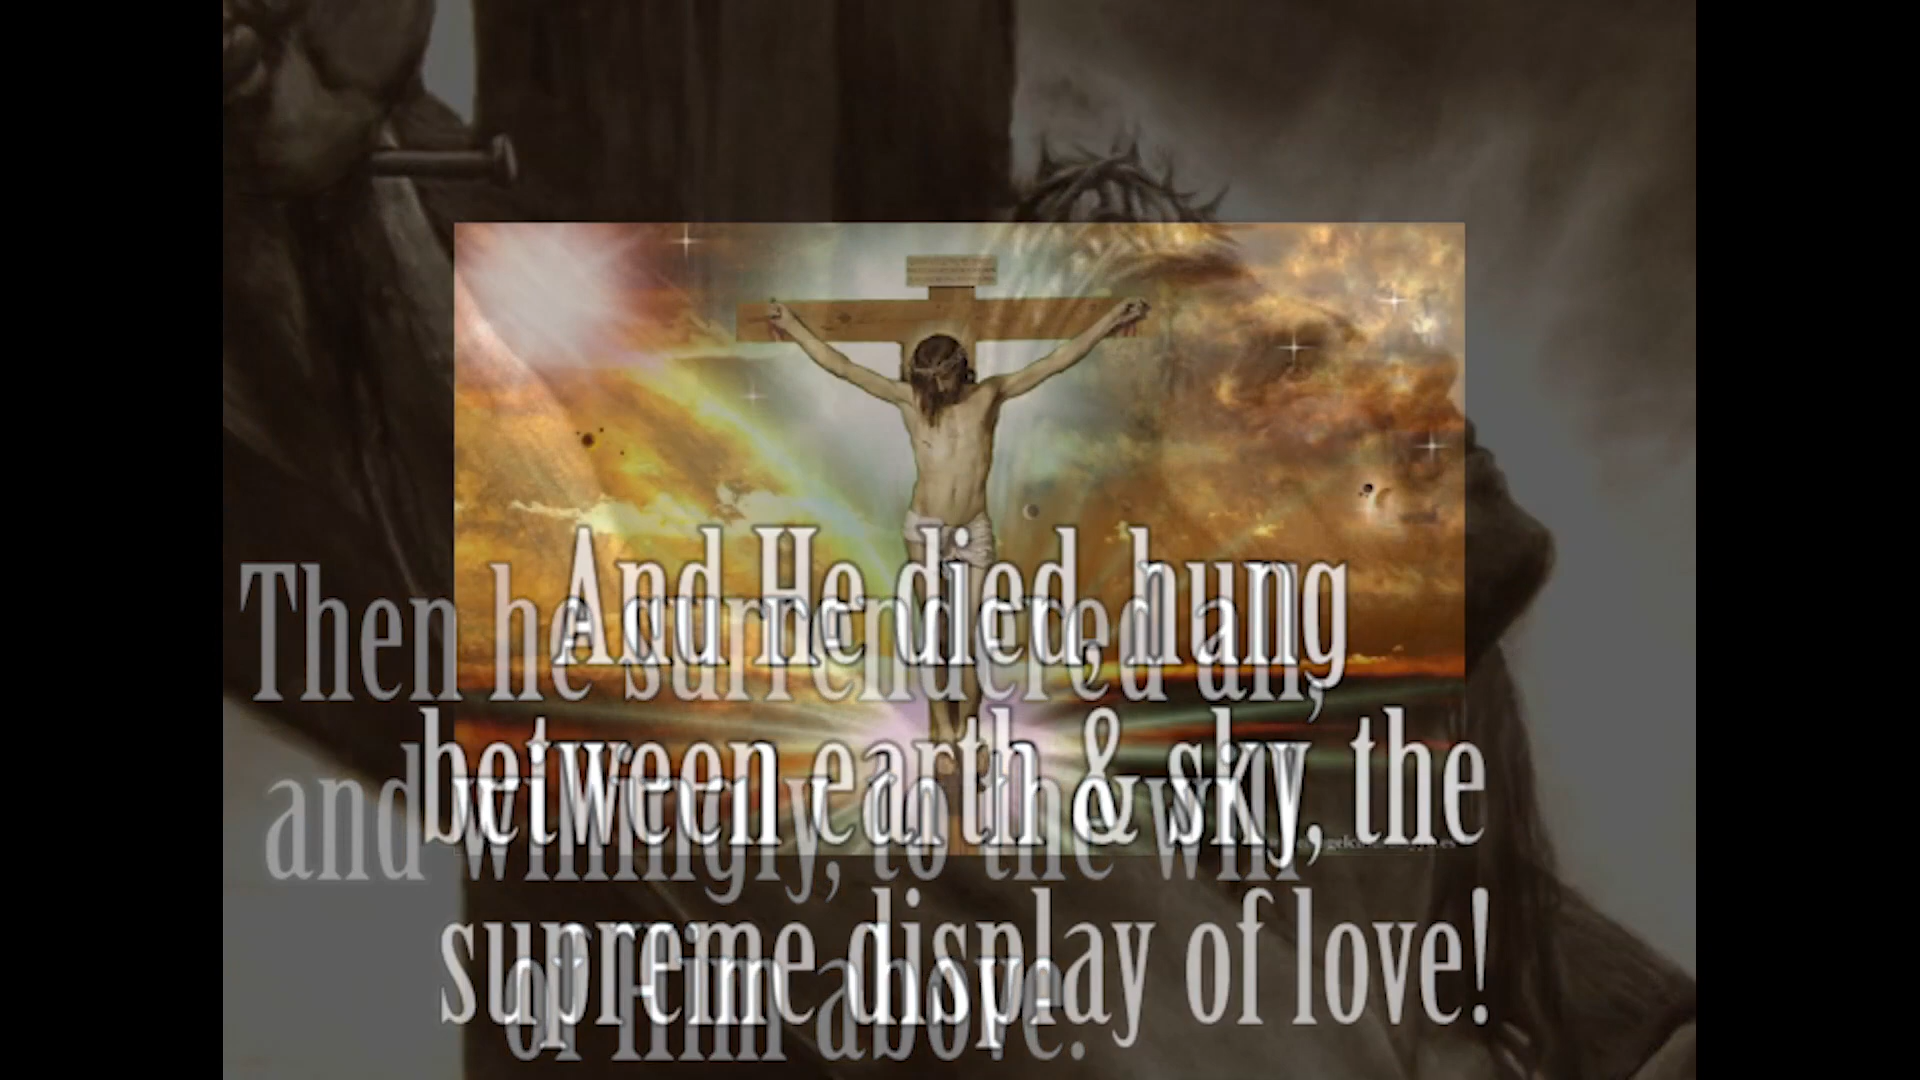 And He died, hung
between earth & sky, the
supreme display of love!
Then he surrendered all,
and willingly, to the will
of Him above.